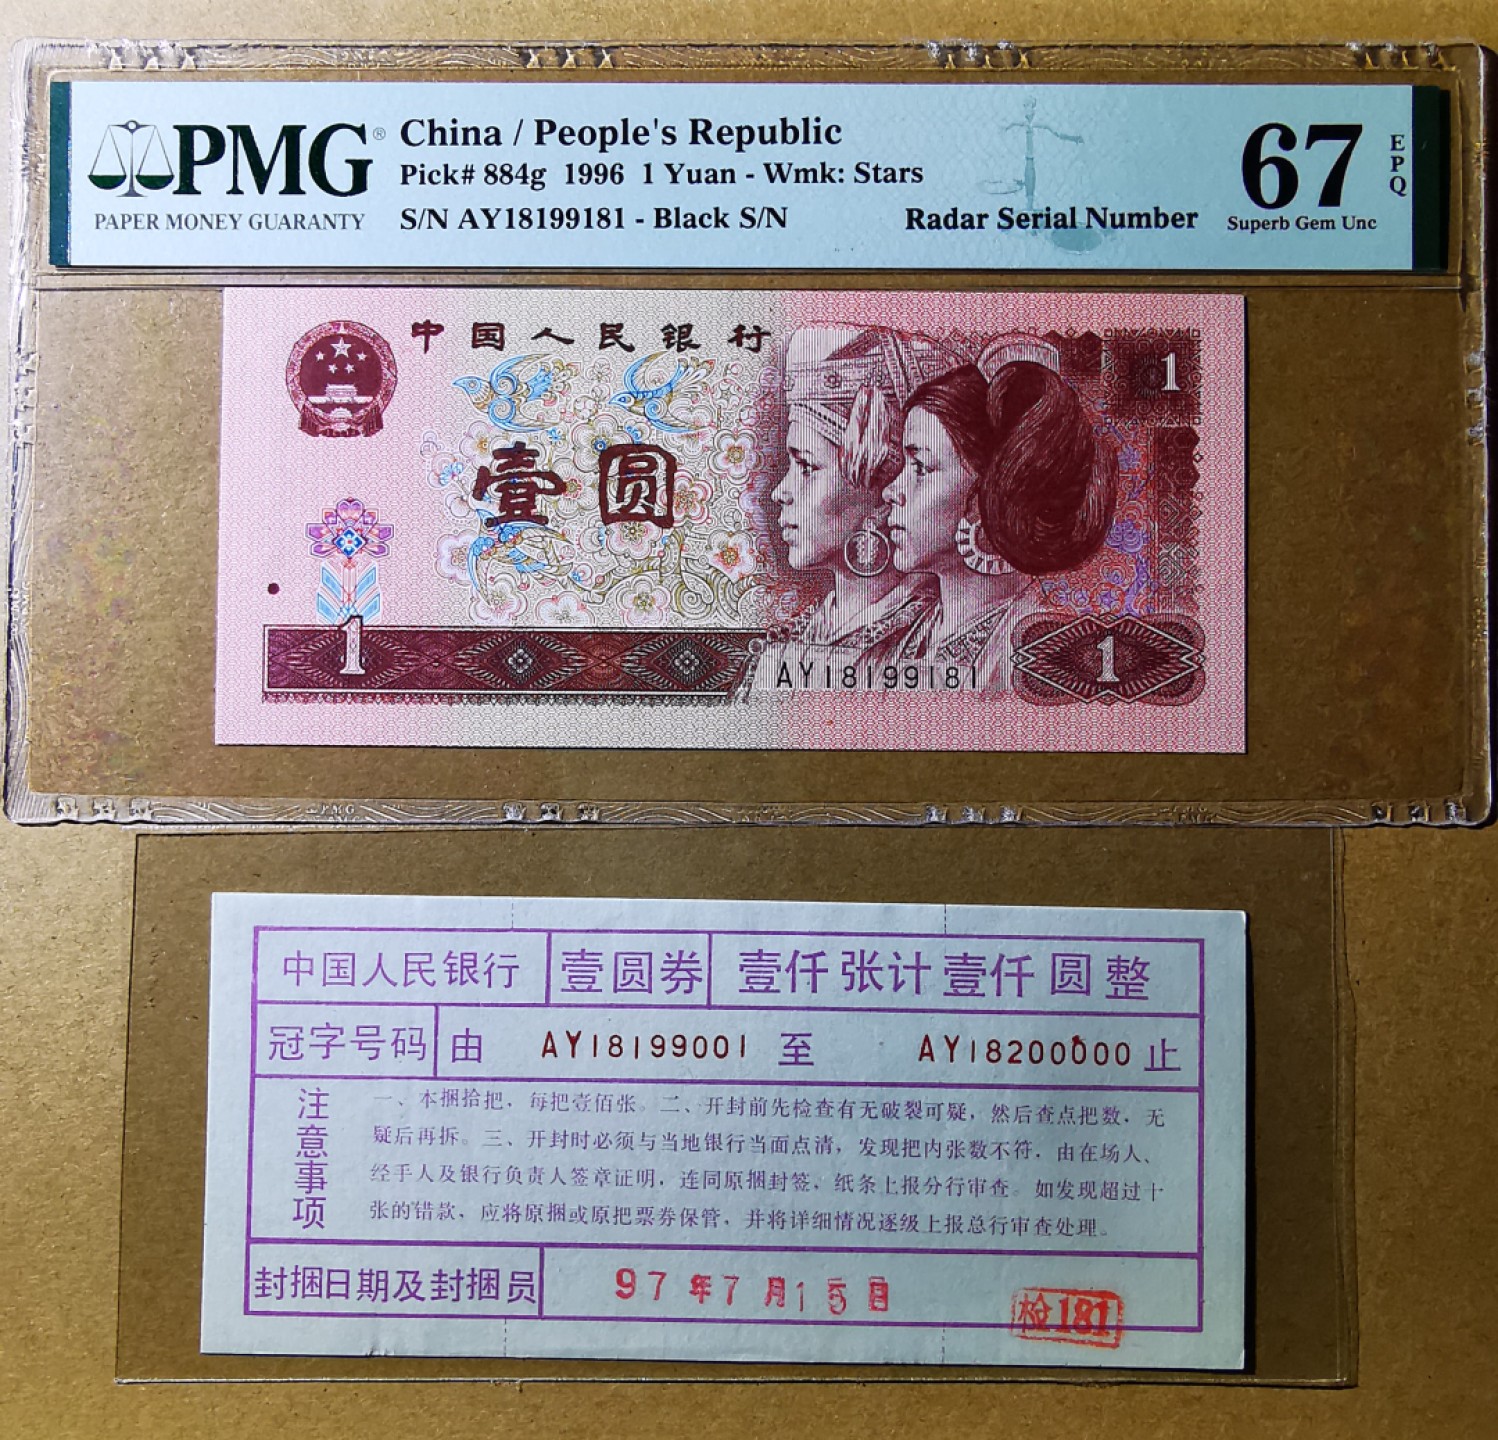 PMG®
PAPER MONEY GUARANTY
China / People's Republic
Pick# 884g 1996 1 Yuan - Wmk: Stars
S/N AY18199181 - Black S/N
Radar Serial Number
67
EPQ
Superb Gem Unc
中国人民银行
1
壹圆
1
AY18199181
1
PMG
中国人民银行 壹圆券 壹仟张计壹仟圆整
冠字号码 由 AY18199001 至 AY18200000 止
注意事项
一、本捆拾把，每把壹佰张。二、开封前先检查有无破裂可疑，然后查点把数，无
疑后再拆。三、开封时必须与当地银行当面点清，发现把内张数不符，由在场人、
经手人及银行负责人签章证明，连同原捆封签，纸条上报分行审查。如发现超过十
张的错款，应将原捆或原把票券保管，并将详细情况逐级上报总行审查处理。
封捆日期及封捆员 97年7月15日
检181